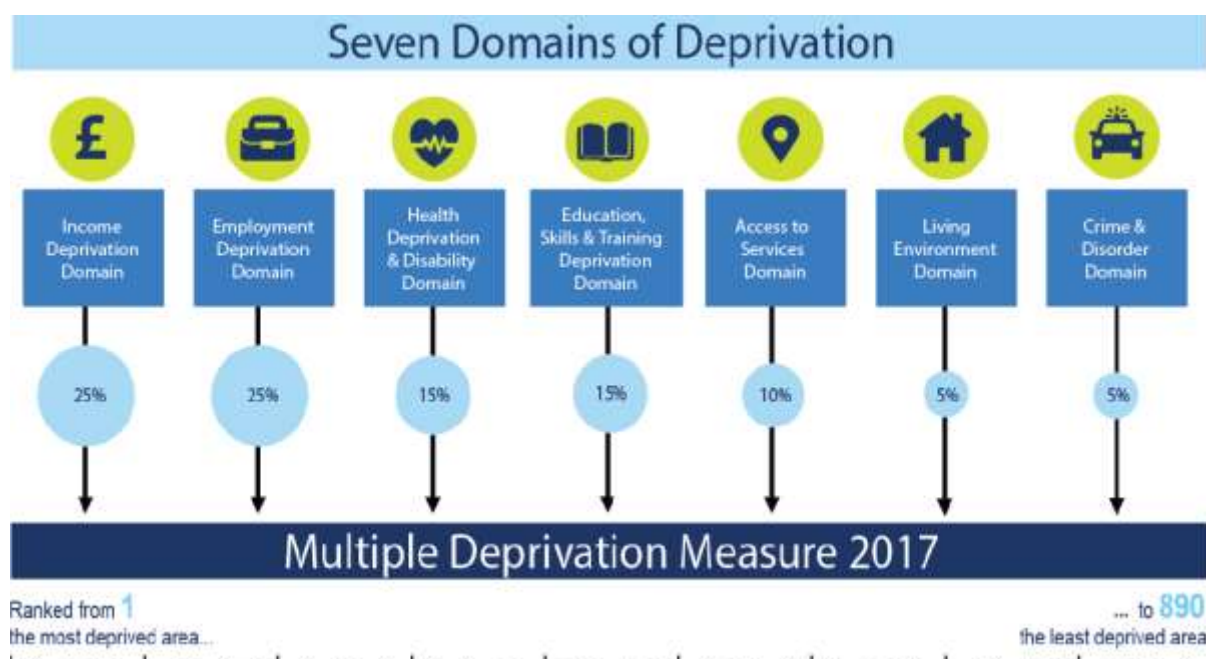 Seven Domains of Deprivation
£
Income
Deprivation
Domain
Employment
Deprivation
Domain
Health
Deprivation
& Disability
Domain
Education,
Skills & Training
Deprivation
Domain
Access to
Services
Domain
Living
Environment
Domain
Crime &
Disorder
Domain
25%
25%
15%
15%
10%
5%
5%
Multiple Deprivation Measure 2017
Ranked from 1
the most deprived area...
... to 890
the least deprived area